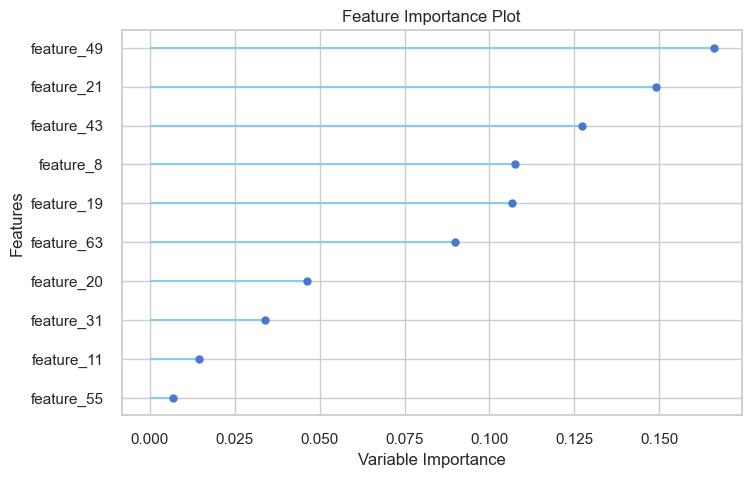 Feature Importance Plot
Features
feature_49
feature_21
feature_43
feature_8
feature_19
feature_63
feature_20
feature_31
feature_11
feature_55
0.000 0.025 0.050 0.075 0.100 0.125 0.150
Variable Importance